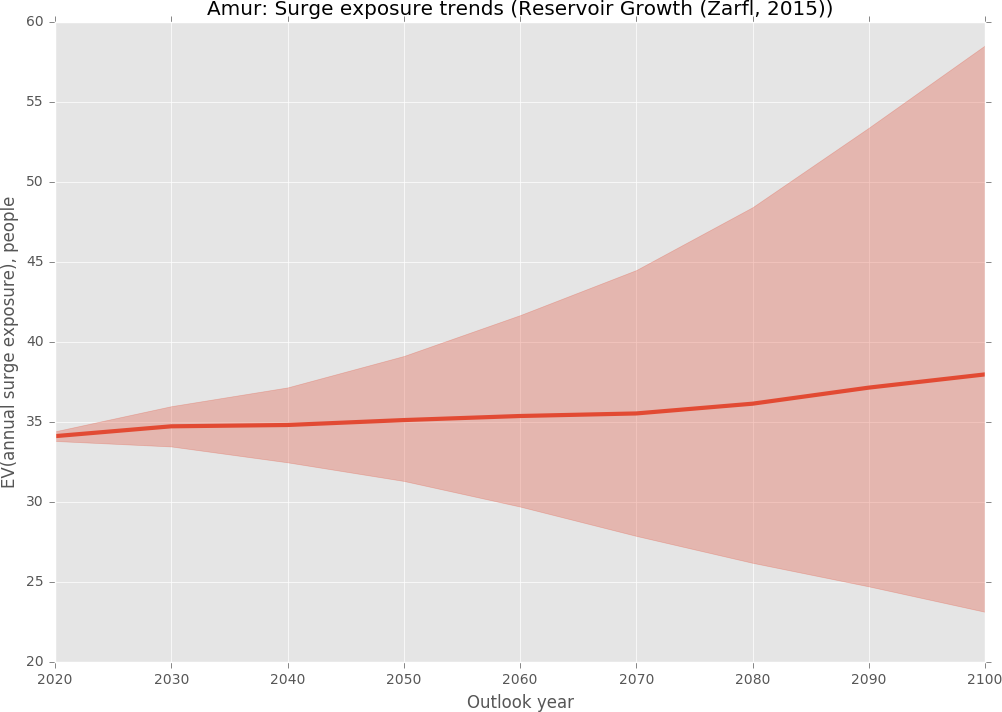 Amur: Surge exposure trends (Reservoir Growth (Zarfl, 2015))
EV(annual surge exposure), people
60
55
50
45
40
35
30
25
20
2020 2030 2040 2050 2060 2070 2080 2090 2100
Outlook year